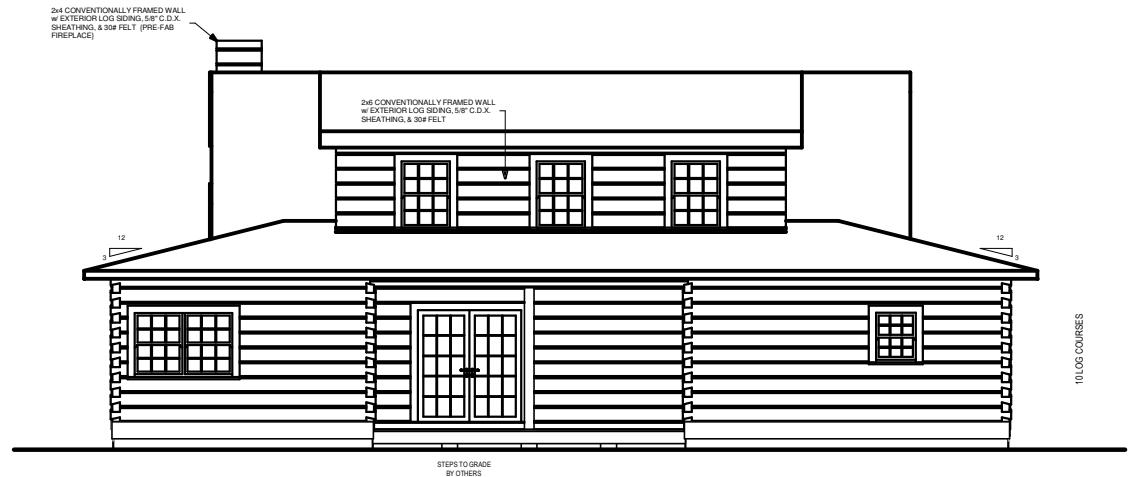 2x4 CONVENTIONALLY FRAMED WALL
w/ EXTERIOR LOG SIDING, 5/8" C.D.X.
SHEATHING, & 30# FELT (PRE-FAB
FIREPLACE)
2x6 CONVENTIONALLY FRAMED WALL
w/ EXTERIOR LOG SIDING, 5/8" C.D.X.
SHEATHING, & 30# FELT
12
3
12
3
10 LOG COURSES
STEPS TO GRADE
BY OTHERS